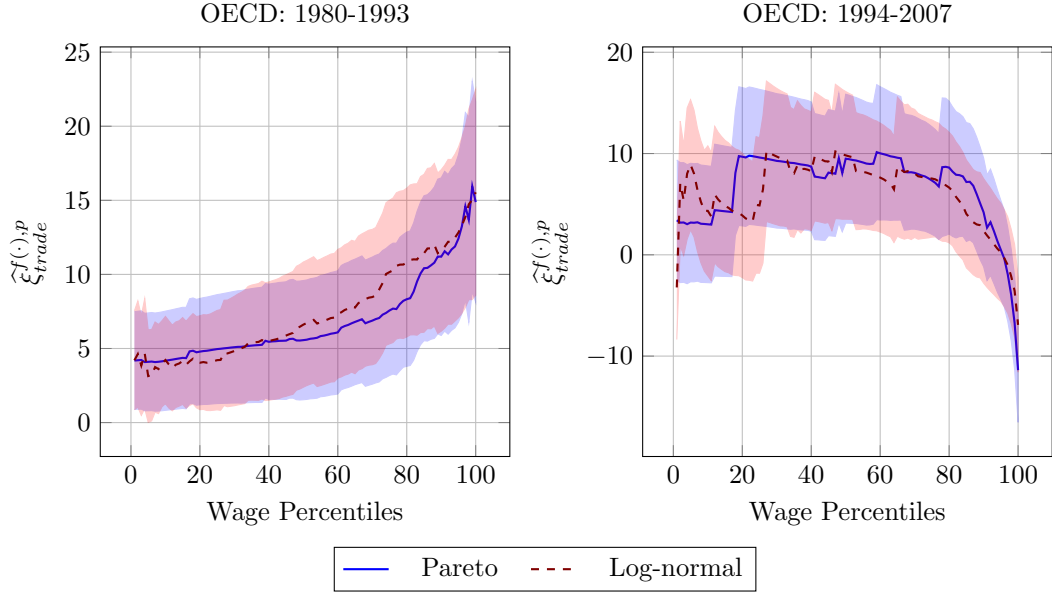 OECD: 1980-1993
OECD: 1994-2007
25
20
15
10
5
0
0 20 40 60 80 100
Wage Percentiles
\widehat{\xi}_{trade}^{f(\cdot),p}
20
10
0
−10
0 20 40 60 80 100
Wage Percentiles
\widehat{\xi}_{trade}^{f(\cdot),p}
Pareto Log-normal